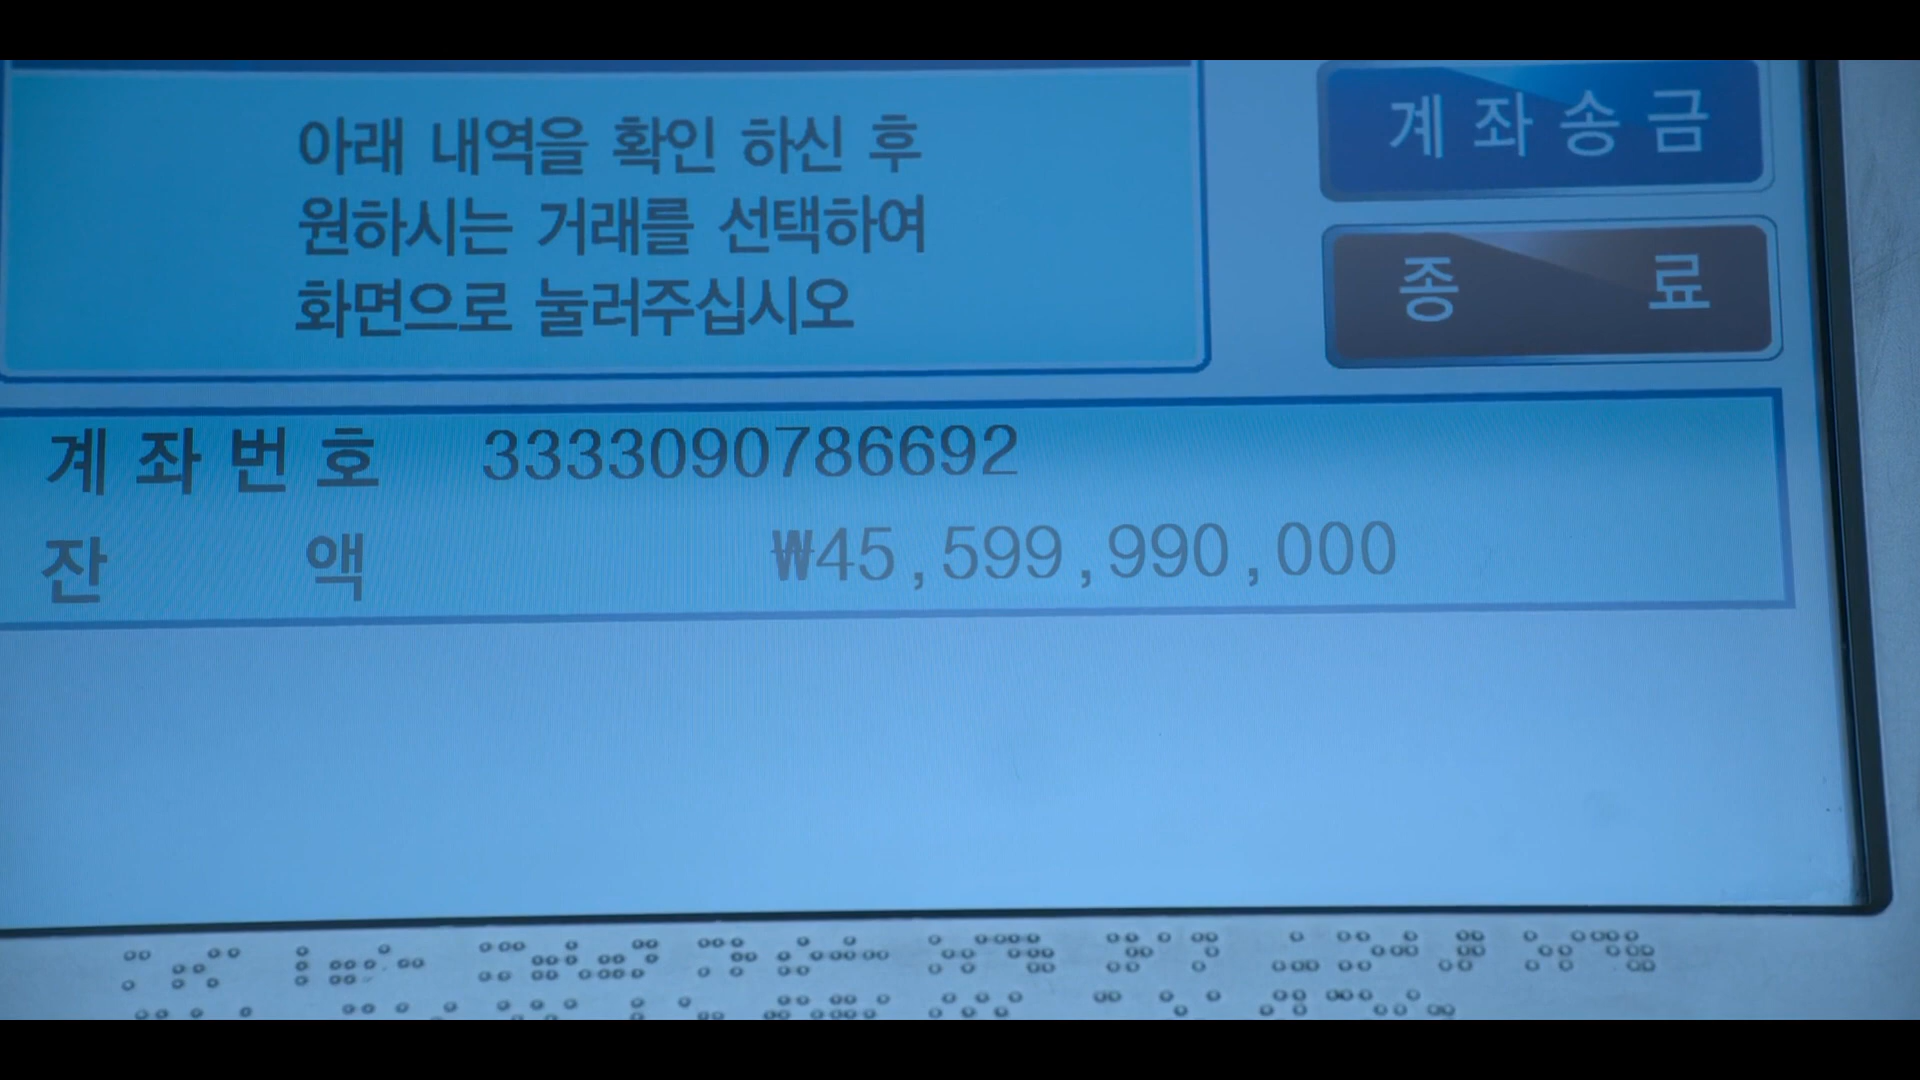 아래 내역을 확인 하신 후
원하시는 거래를 선택하여
화면으로 눌러주십시오
계좌송금
종 료
계좌번호 3333090786692
잔 액 ₩45,599,990,000